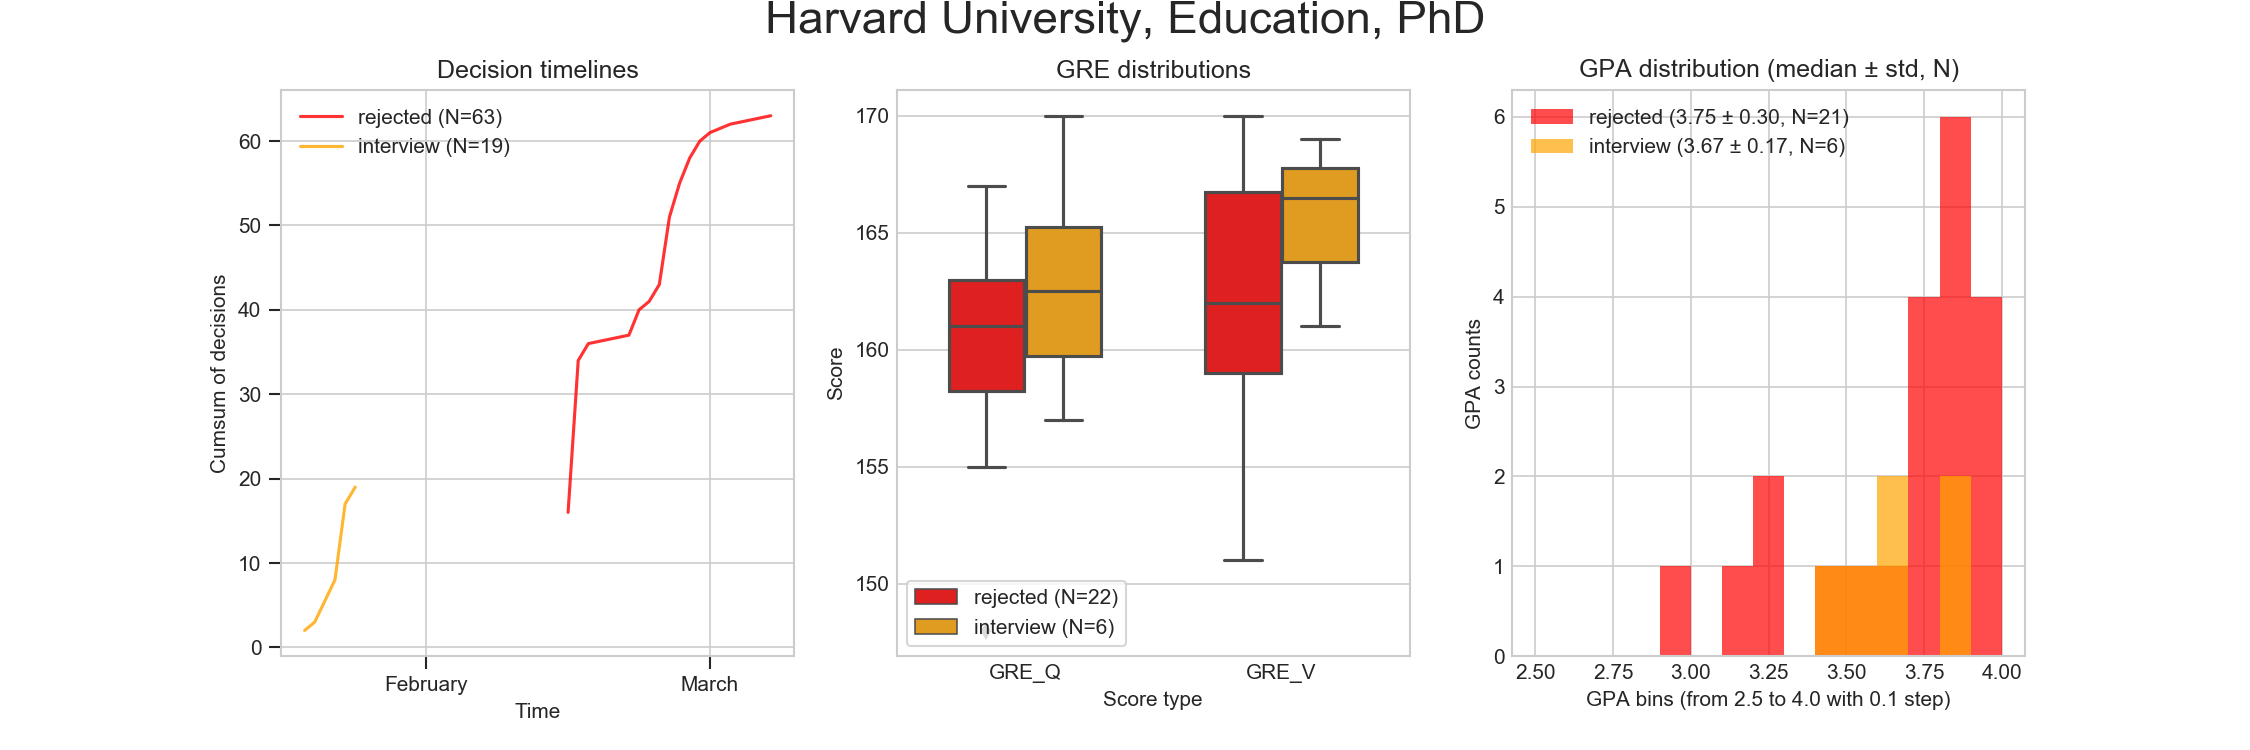 Harvard University, Education, PhD
Decision timelines
rejected (N=63)
interview (N=19)
60
50
40
30
20
10
0
Cumsum of decisions
February
March
Time
GRE distributions
170
165
160
155
150
Score
rejected (N=22)
interview (N=6)
GRE_Q
GRE_V
Score type
GPA distribution (median ± std, N)
rejected (3.75 ± 0.30, N=21)
interview (3.67 ± 0.17, N=6)
6
5
4
3
2
1
0
GPA counts
2.50
2.75
3.00
3.25
3.50
3.75
4.00
GPA bins (from 2.5 to 4.0 with 0.1 step)